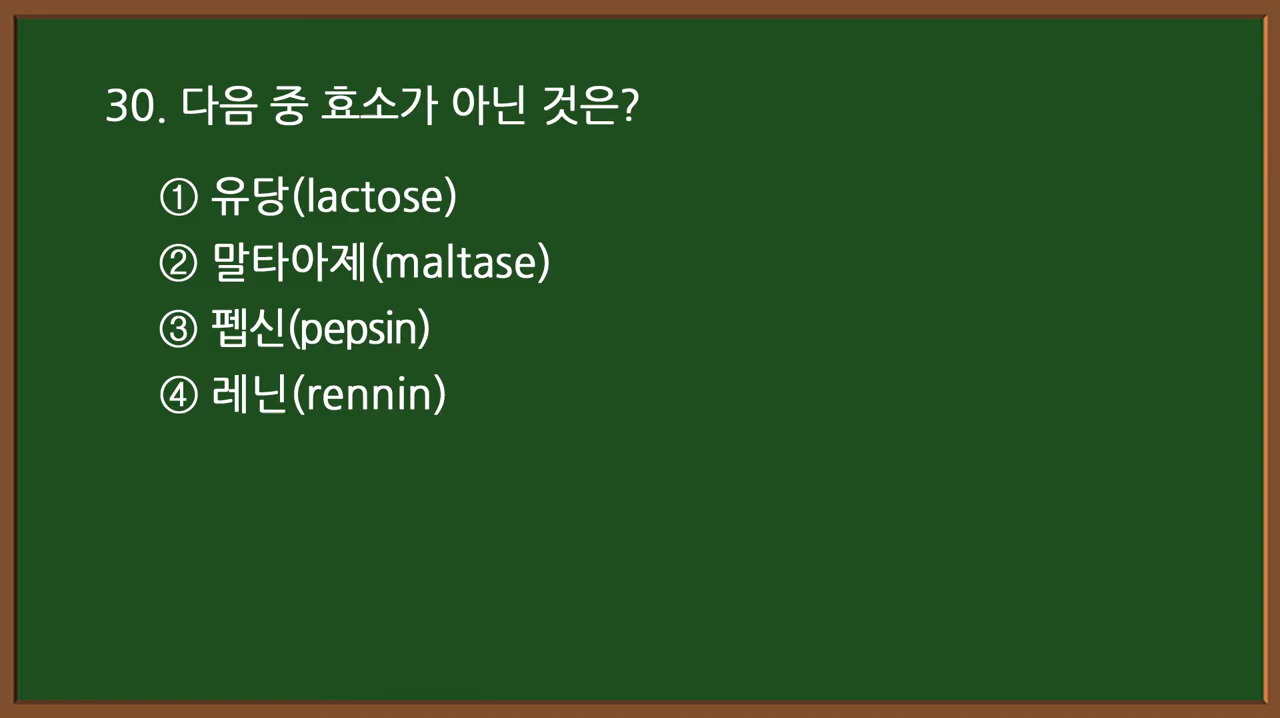 30. 다음 중 효소가 아닌 것은?
① 유당(lactose)
② 말타아제(maltase)
③ 펩신(pepsin)
④ 레닌(rennin)